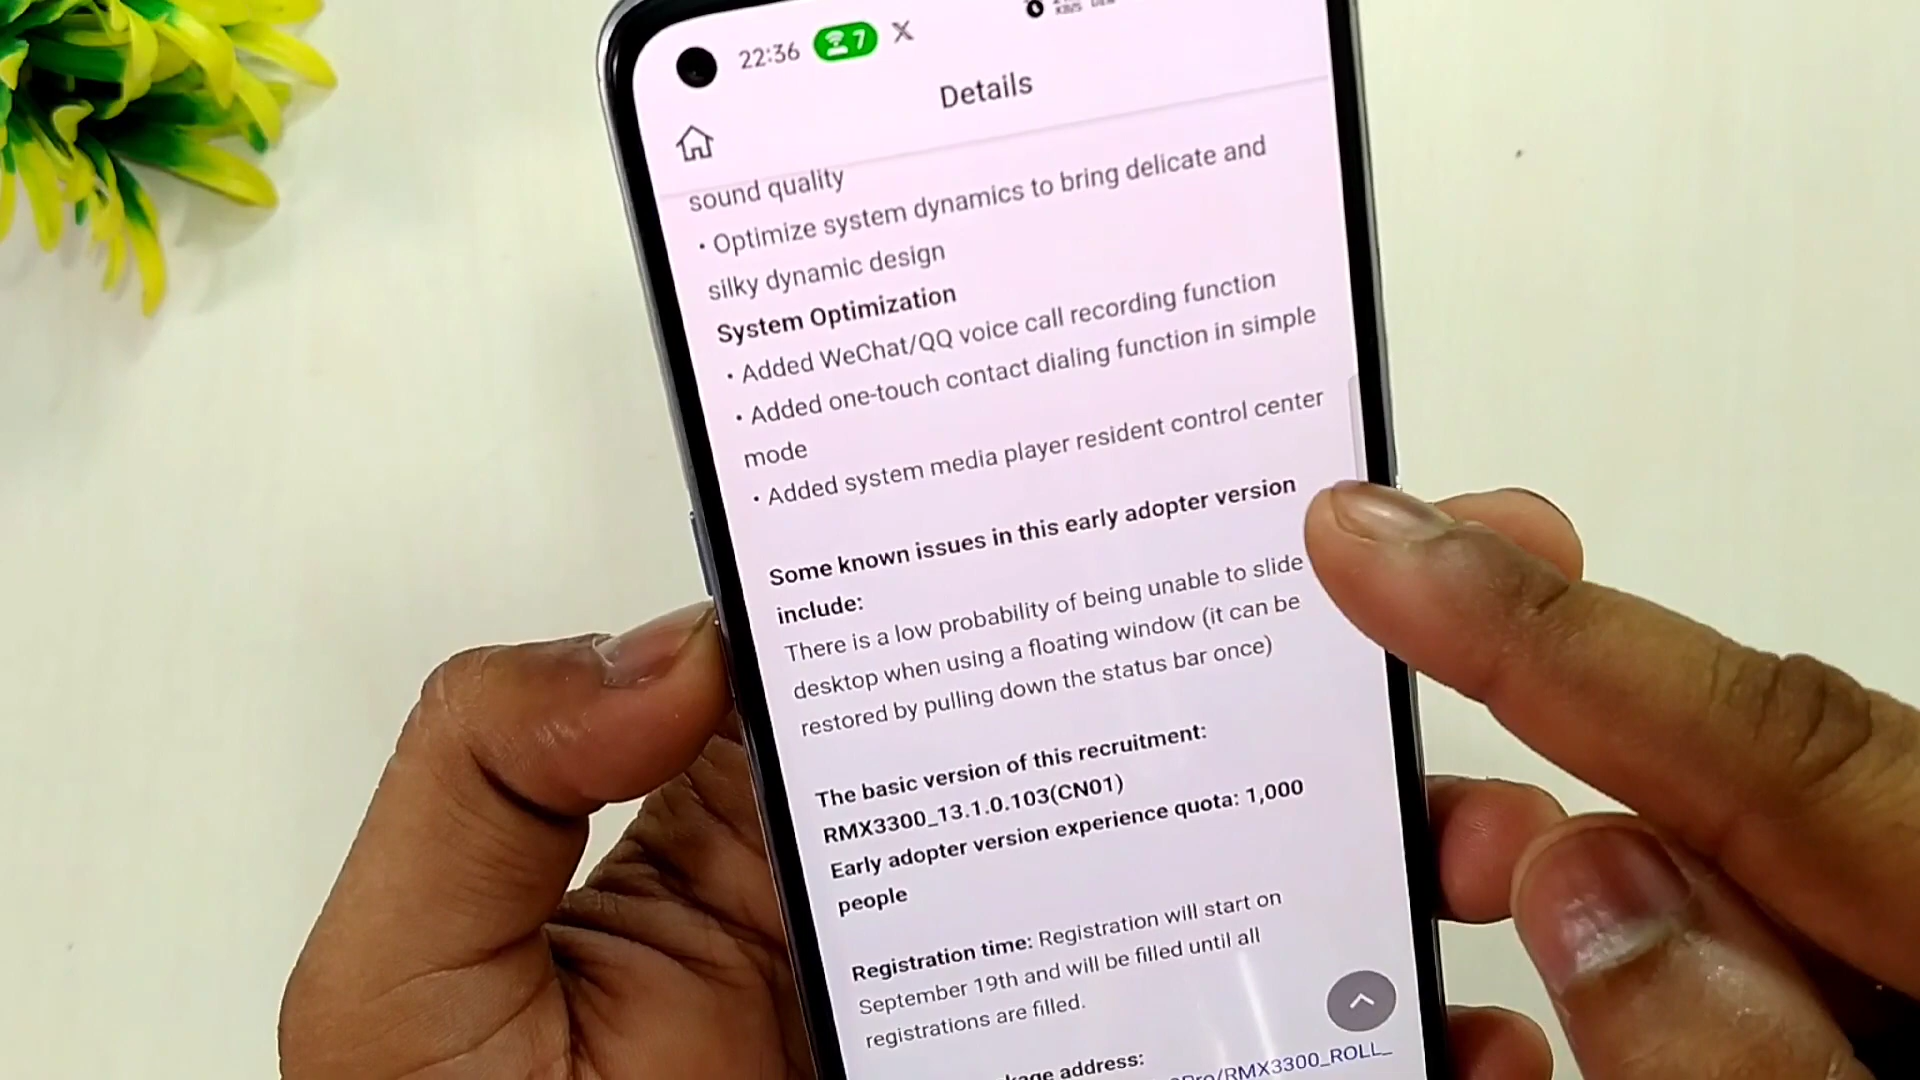 22:36 7 X
KB/S
Details
sound quality
• Optimize system dynamics to bring delicate and
silky dynamic design
System Optimization
• Added WeChat/QQ voice call recording function
• Added one-touch contact dialing function in simple
mode
• Added system media player resident control center
Some known issues in this early adopter version
include:
There is a low probability of being unable to slide
desktop when using a floating window (it can be
restored by pulling down the status bar once)
The basic version of this recruitment:
RMX3300_13.1.0.103(CN01)
Early adopter version experience quota: 1,000
people
Registration time: Registration will start on
September 19th and will be filled until all
registrations are filled.
address:
/RMX3300_ROLL_